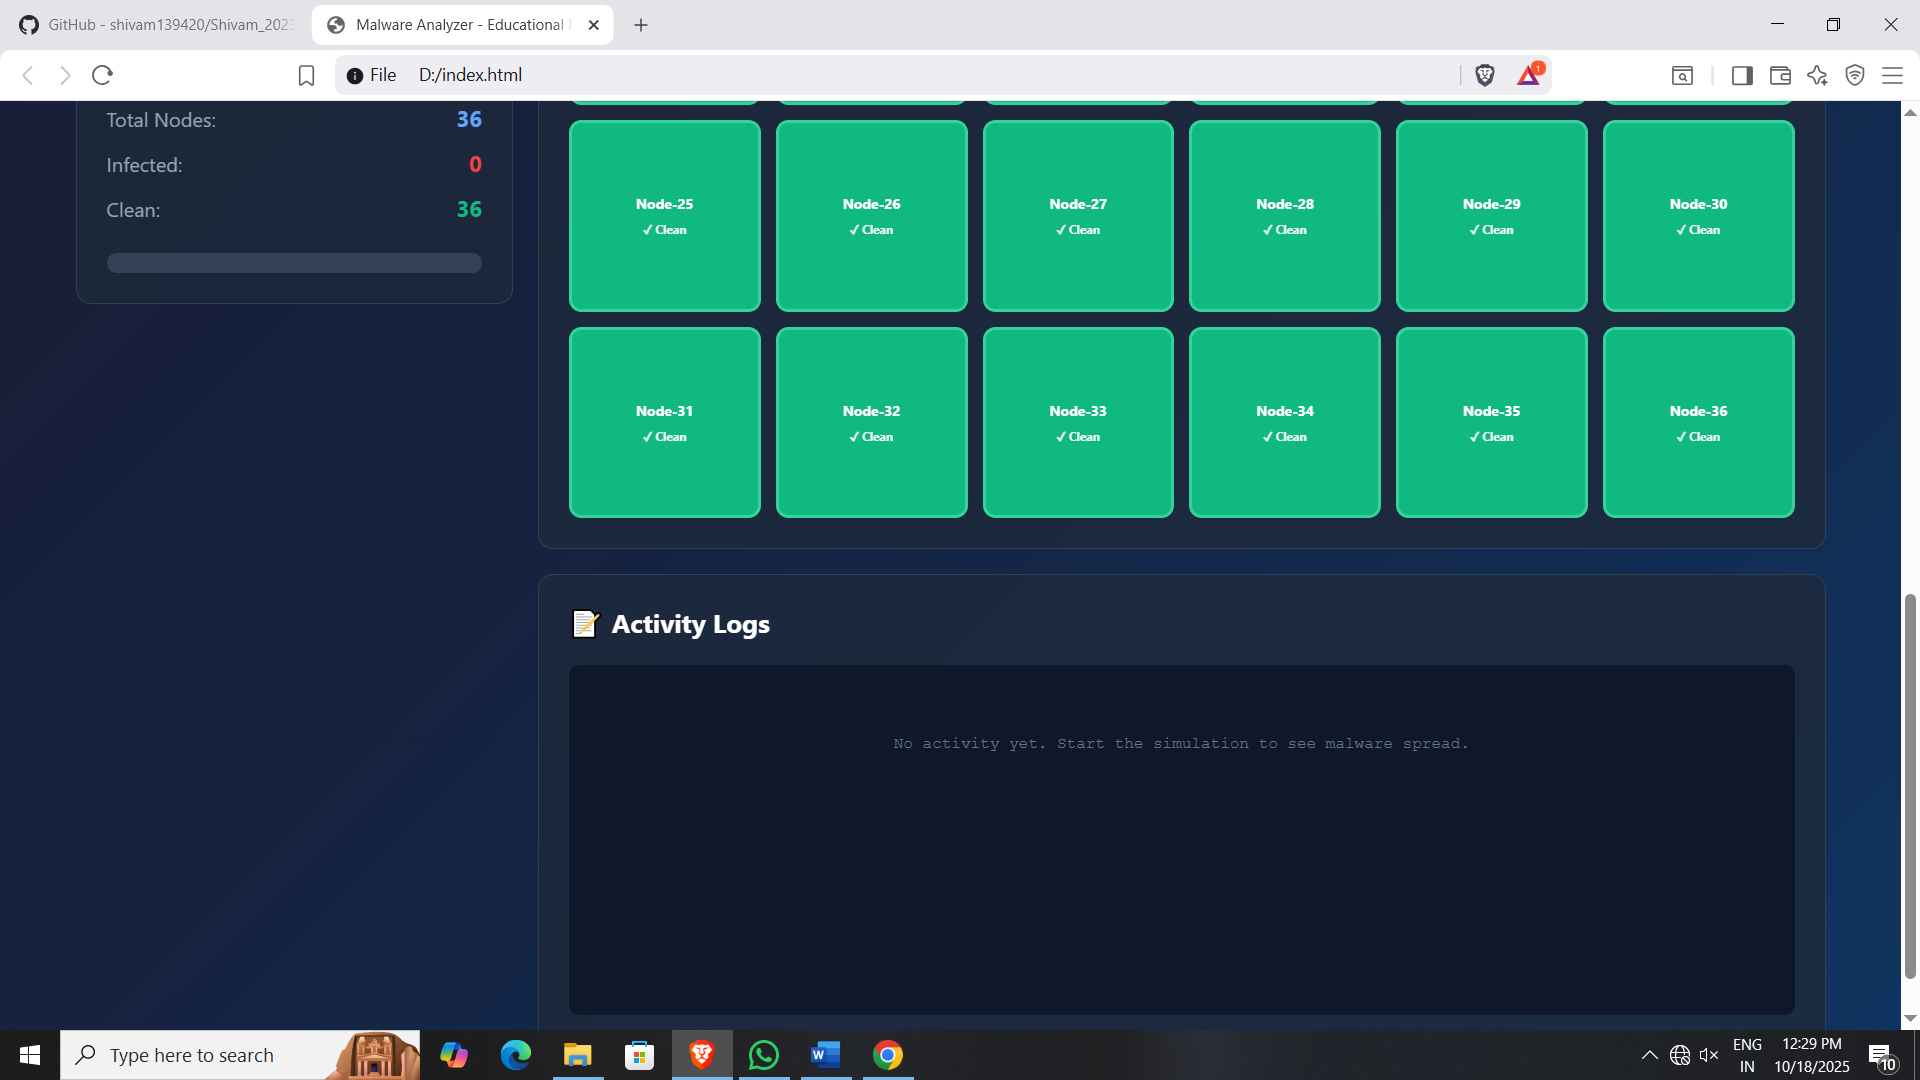 GitHub - shivam139420/Shivam_2023
Malware Analyzer - Educational
File D:/index.html
1
Total Nodes: 36
Infected: 0
Clean: 36
Node-25
✓ Clean
Node-26
✓ Clean
Node-27
✓ Clean
Node-28
✓ Clean
Node-29
✓ Clean
Node-30
✓ Clean
Node-31
✓ Clean
Node-32
✓ Clean
Node-33
✓ Clean
Node-34
✓ Clean
Node-35
✓ Clean
Node-36
✓ Clean
Activity Logs
No activity yet. Start the simulation to see malware spread.
Type here to search
W
ENG
IN
12:29 PM
10/18/2025
10